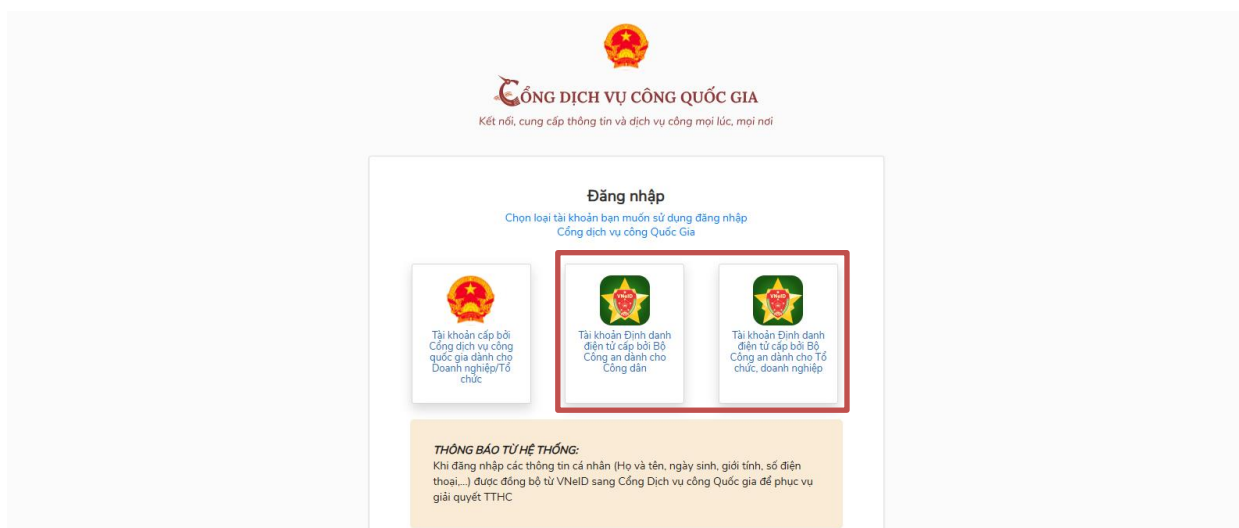 CỔNG DỊCH VỤ CÔNG QUỐC GIA
Kết nối, cung cấp thông tin và dịch vụ công mọi lúc, mọi nơi
Đăng nhập
Chọn loại tài khoản bạn muốn sử dụng đăng nhập
Cổng dịch vụ công Quốc Gia
Tài khoản cấp bởi
Cổng dịch vụ công
quốc gia dành cho
Doanh nghiệp/Tổ
chức
VNeID
Tài khoản Định danh
điện tử cấp bởi Bộ
Công an dành cho
Công dân
VNeID
Tài khoản Định danh
điện tử cấp bởi Bộ
Công an dành cho Tổ
chức, doanh nghiệp
THÔNG BÁO TỪ HỆ THỐNG:
Khi đăng nhập các thông tin cá nhân (Họ và tên, ngày sinh, giới tính, số điện
thoại,...) được đồng bộ từ VNeID sang Cổng Dịch vụ công Quốc gia để phục vụ
giải quyết TTHC